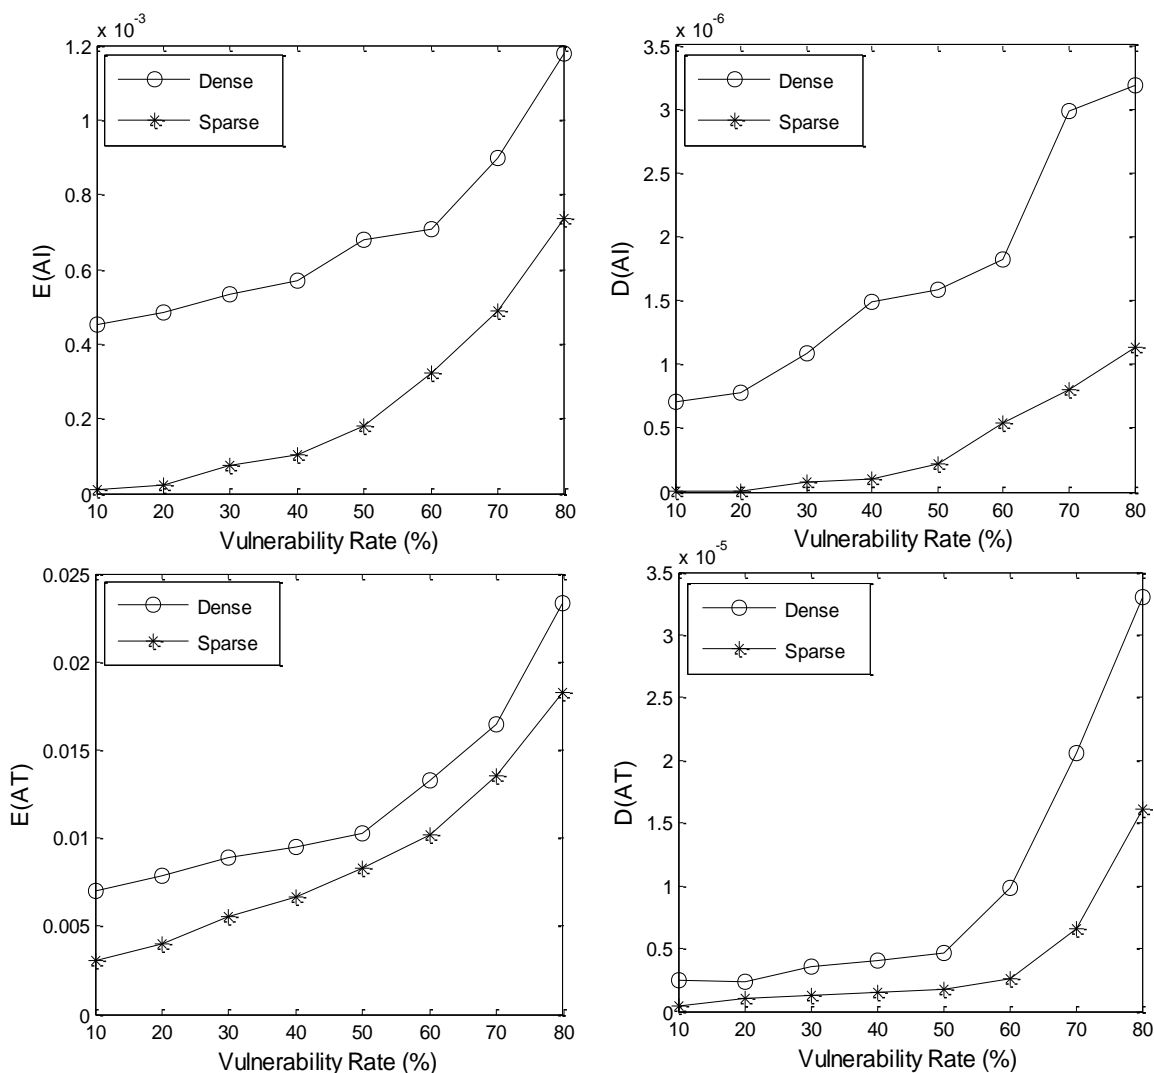 x 10^-3
1.2
1
0.8
0.6
0.4
0.2
0
E(AI)
Dense
Sparse
10 20 30 40 50 60 70 80
Vulnerability Rate (%)
x 10^-6
3.5
3
2.5
2
1.5
1
0.5
0
D(AI)
Dense
Sparse
10 20 30 40 50 60 70 80
Vulnerability Rate (%)
0.025
0.02
0.015
0.01
0.005
0
E(AT)
Dense
Sparse
10 20 30 40 50 60 70 80
Vulnerability Rate (%)
x 10^-5
3.5
3
2.5
2
1.5
1
0.5
0
D(AT)
Dense
Sparse
10 20 30 40 50 60 70 80
Vulnerability Rate (%)